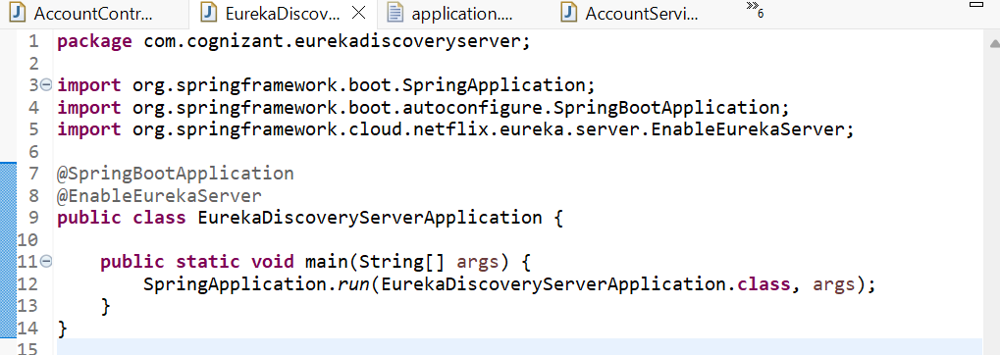 AccountContr... EurekaDiscov... application.... AccountServi... »6
1 package com.cognizant.eurekadiscoveryserver;
2
3 import org.springframework.boot.SpringApplication;
4 import org.springframework.boot.autoconfigure.SpringBootApplication;
5 import org.springframework.cloud.netflix.eureka.server.EnableEurekaServer;
6
7 @SpringBootApplication
8 @EnableEurekaServer
9 public class EurekaDiscoveryServerApplication {
10
11     public static void main(String[] args) {
12         SpringApplication.run(EurekaDiscoveryServerApplication.class, args);
13     }
14 }
15